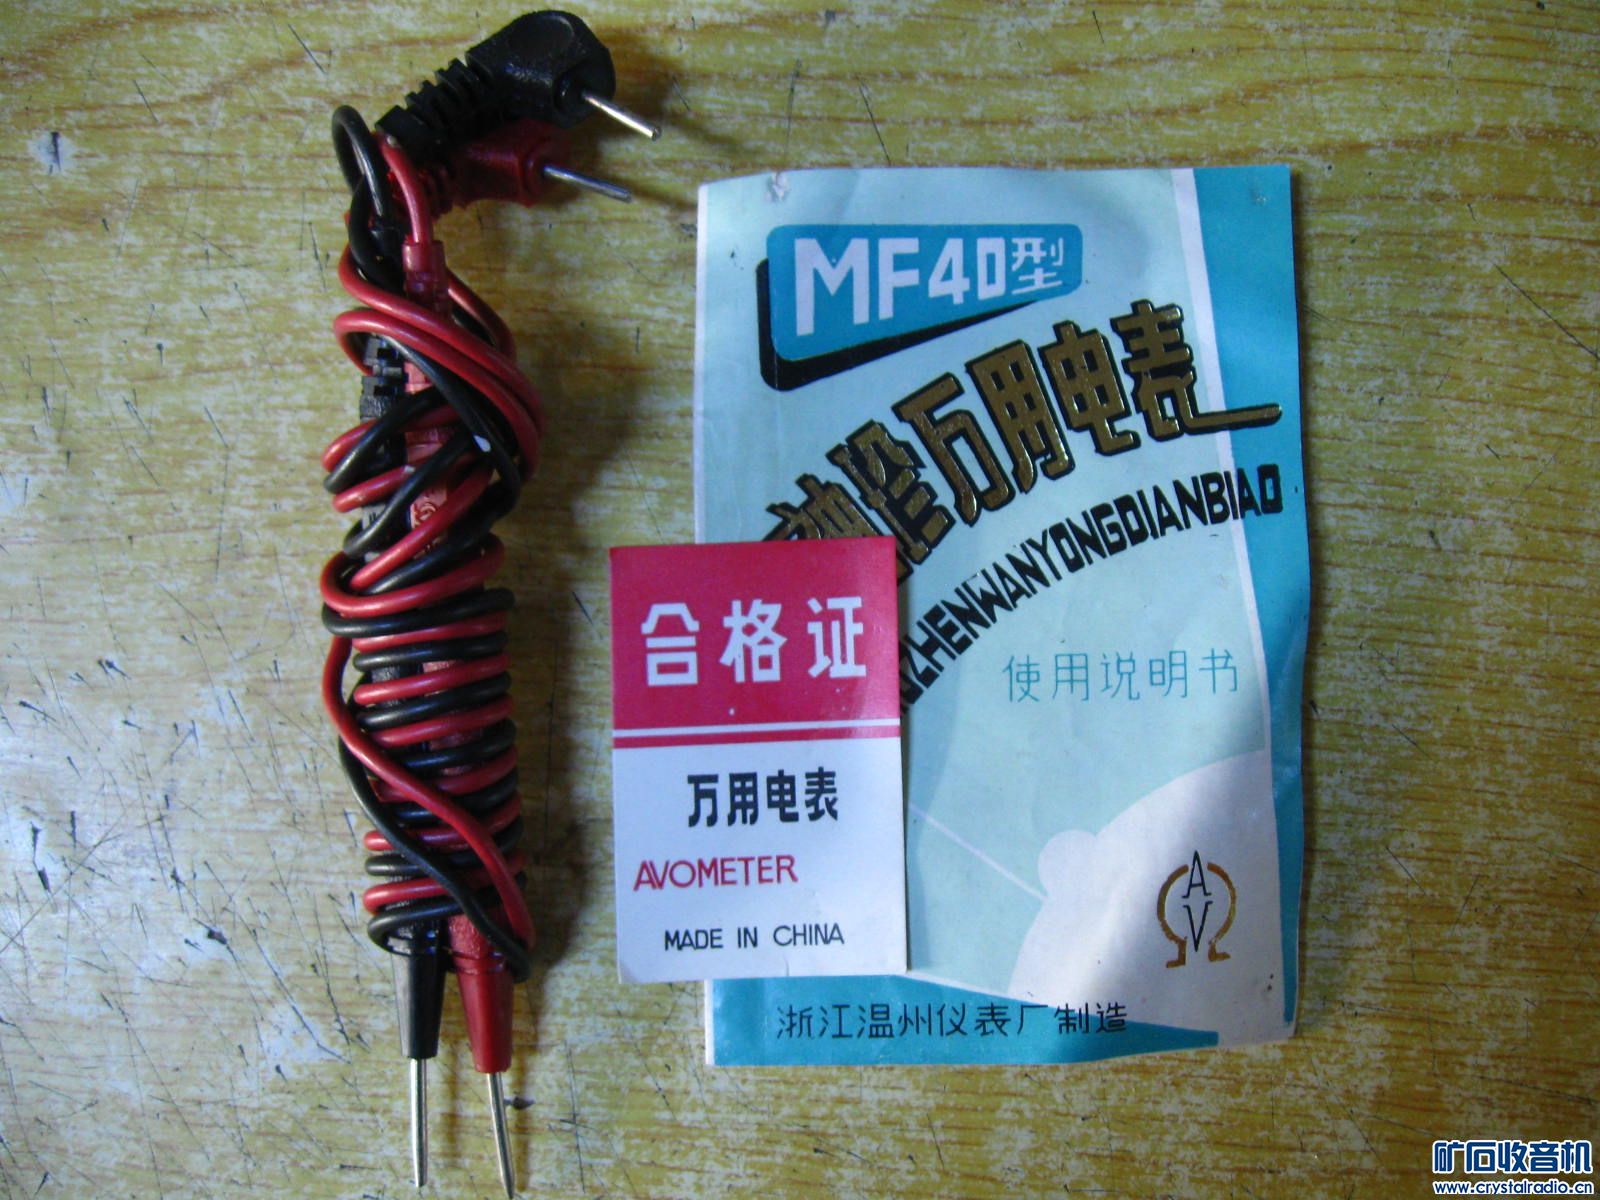 MF40型
袖珍万用电表
ZHENWANYONGDIANBIAO
使用说明书
A
V
浙江温州仪表厂制造
合格证
万用电表
AVOMETER
MADE IN CHINA
矿石收音机
www.crystalradio.cn